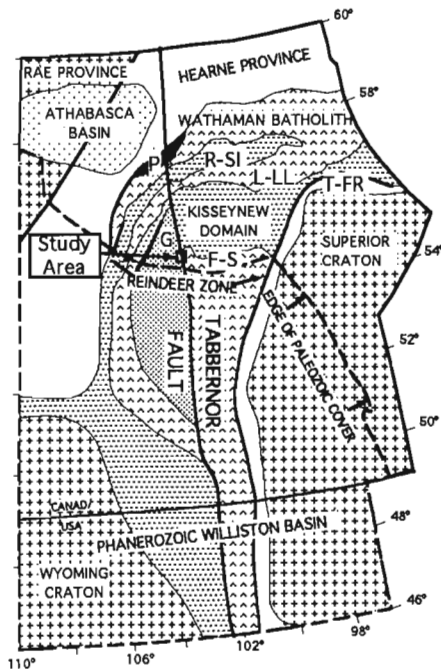 60°
RAE PROVINCE
HEARNE PROVINCE
58°
ATHABASCA
BASIN
WATHAMAN BATHOLITH
P
R-SI
L-LL
T-FR
KISSEYNEW
DOMAIN
SUPERIOR
CRATON
G
54°
Study
Area
F-S
REINDEER ZONE
EDGE OF PALEOZOIC COVER
FAULT
TABBERNOR
52°
50°
CANAD/
USA
PHANEROZOIC WILLISTON BASIN
48°
WYOMING
CRATON
46°
110°
106°
102°
98°